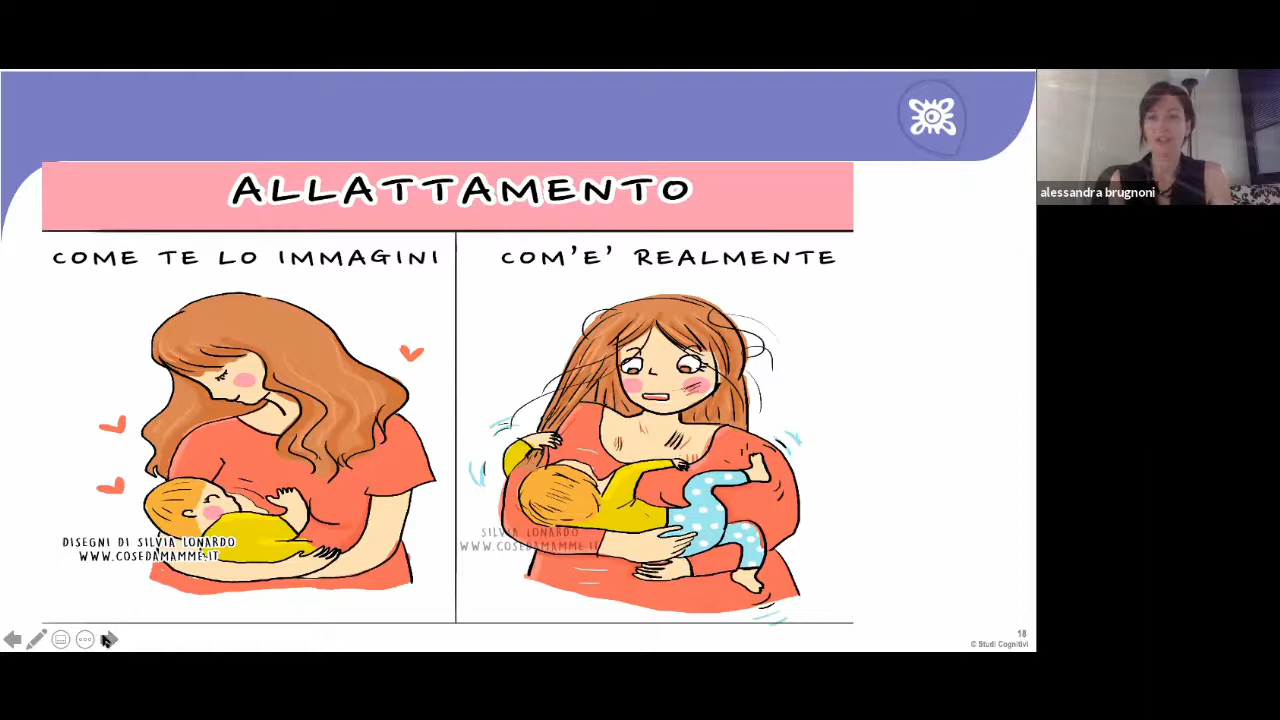 ALLATTAMENTO
COME TE LO IMMAGINI
COM'E' REALMENTE
DISEGNI DI SILVIA LONARDO
WWW.COSEDAMAMME.IT
SILVIA LONARDO
WWW.COSEDAMAMME.IT
18
© Studi Cognitivi
alessandra brugnoni